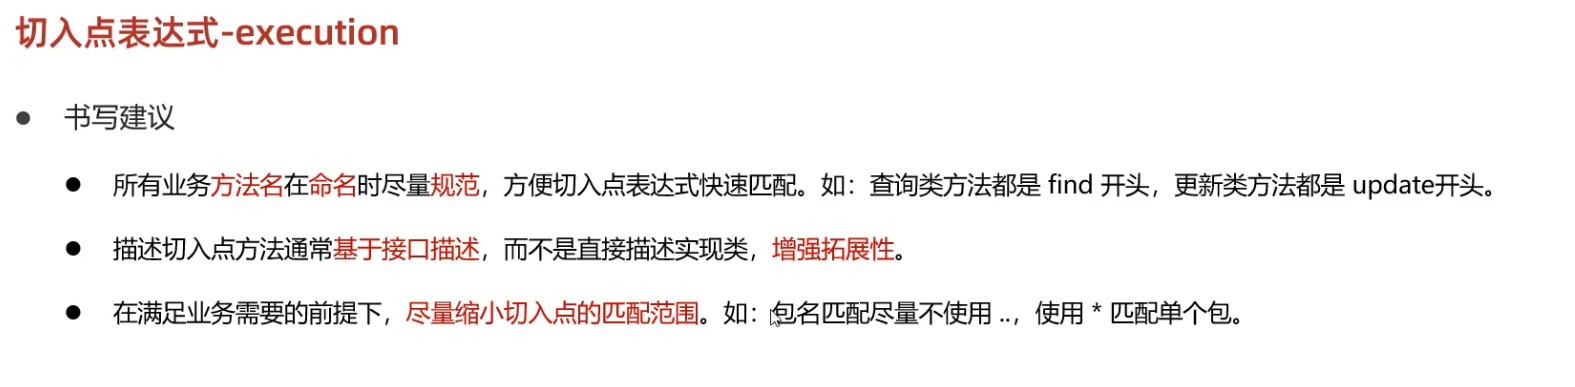 切入点表达式-execution
书写建议
所有业务方法名在命名时尽量规范，方便切入点表达式快速匹配。如：查询类方法都是 find 开头，更新类方法都是 update开头。
描述切入点方法通常基于接口描述，而不是直接描述实现类，增强拓展性。
在满足业务需要的前提下，尽量缩小切入点的匹配范围。如：包名匹配尽量不使用 ..，使用 * 匹配单个包。